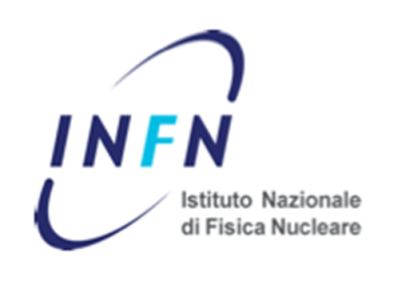 INFN
Istituto Nazionale
di Fisica Nucleare